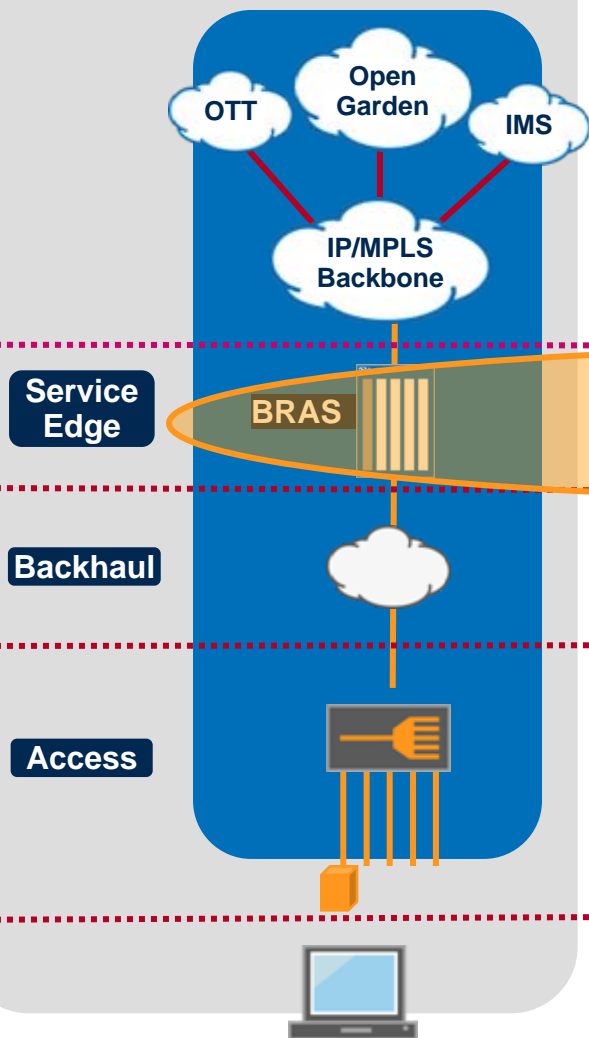 Open
Garden
OTT
IMS
IP/MPLS
Backbone
Service
Edge
BRAS
Backhaul
Access